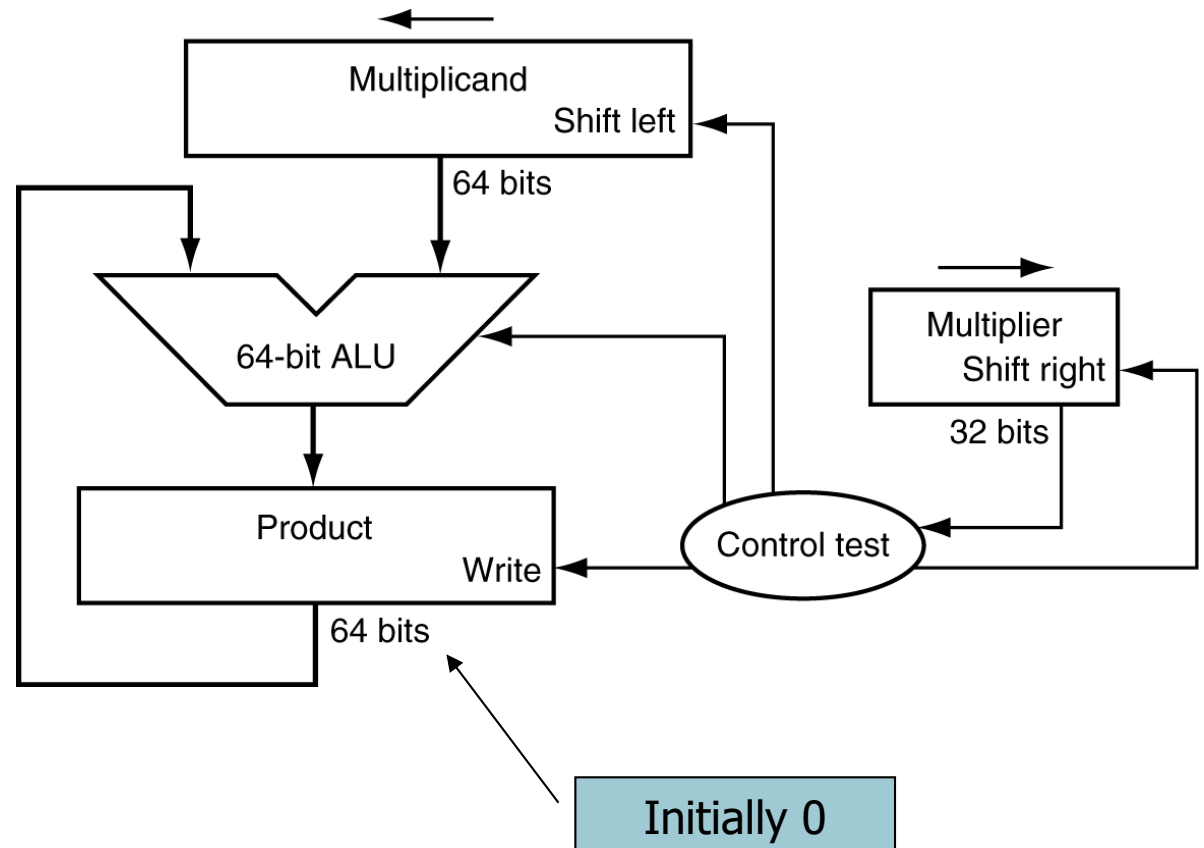 Multiplicand
Shift left
64 bits
64-bit ALU
Multiplier
Shift right
32 bits
Product
Write
Control test
64 bits
Initially 0